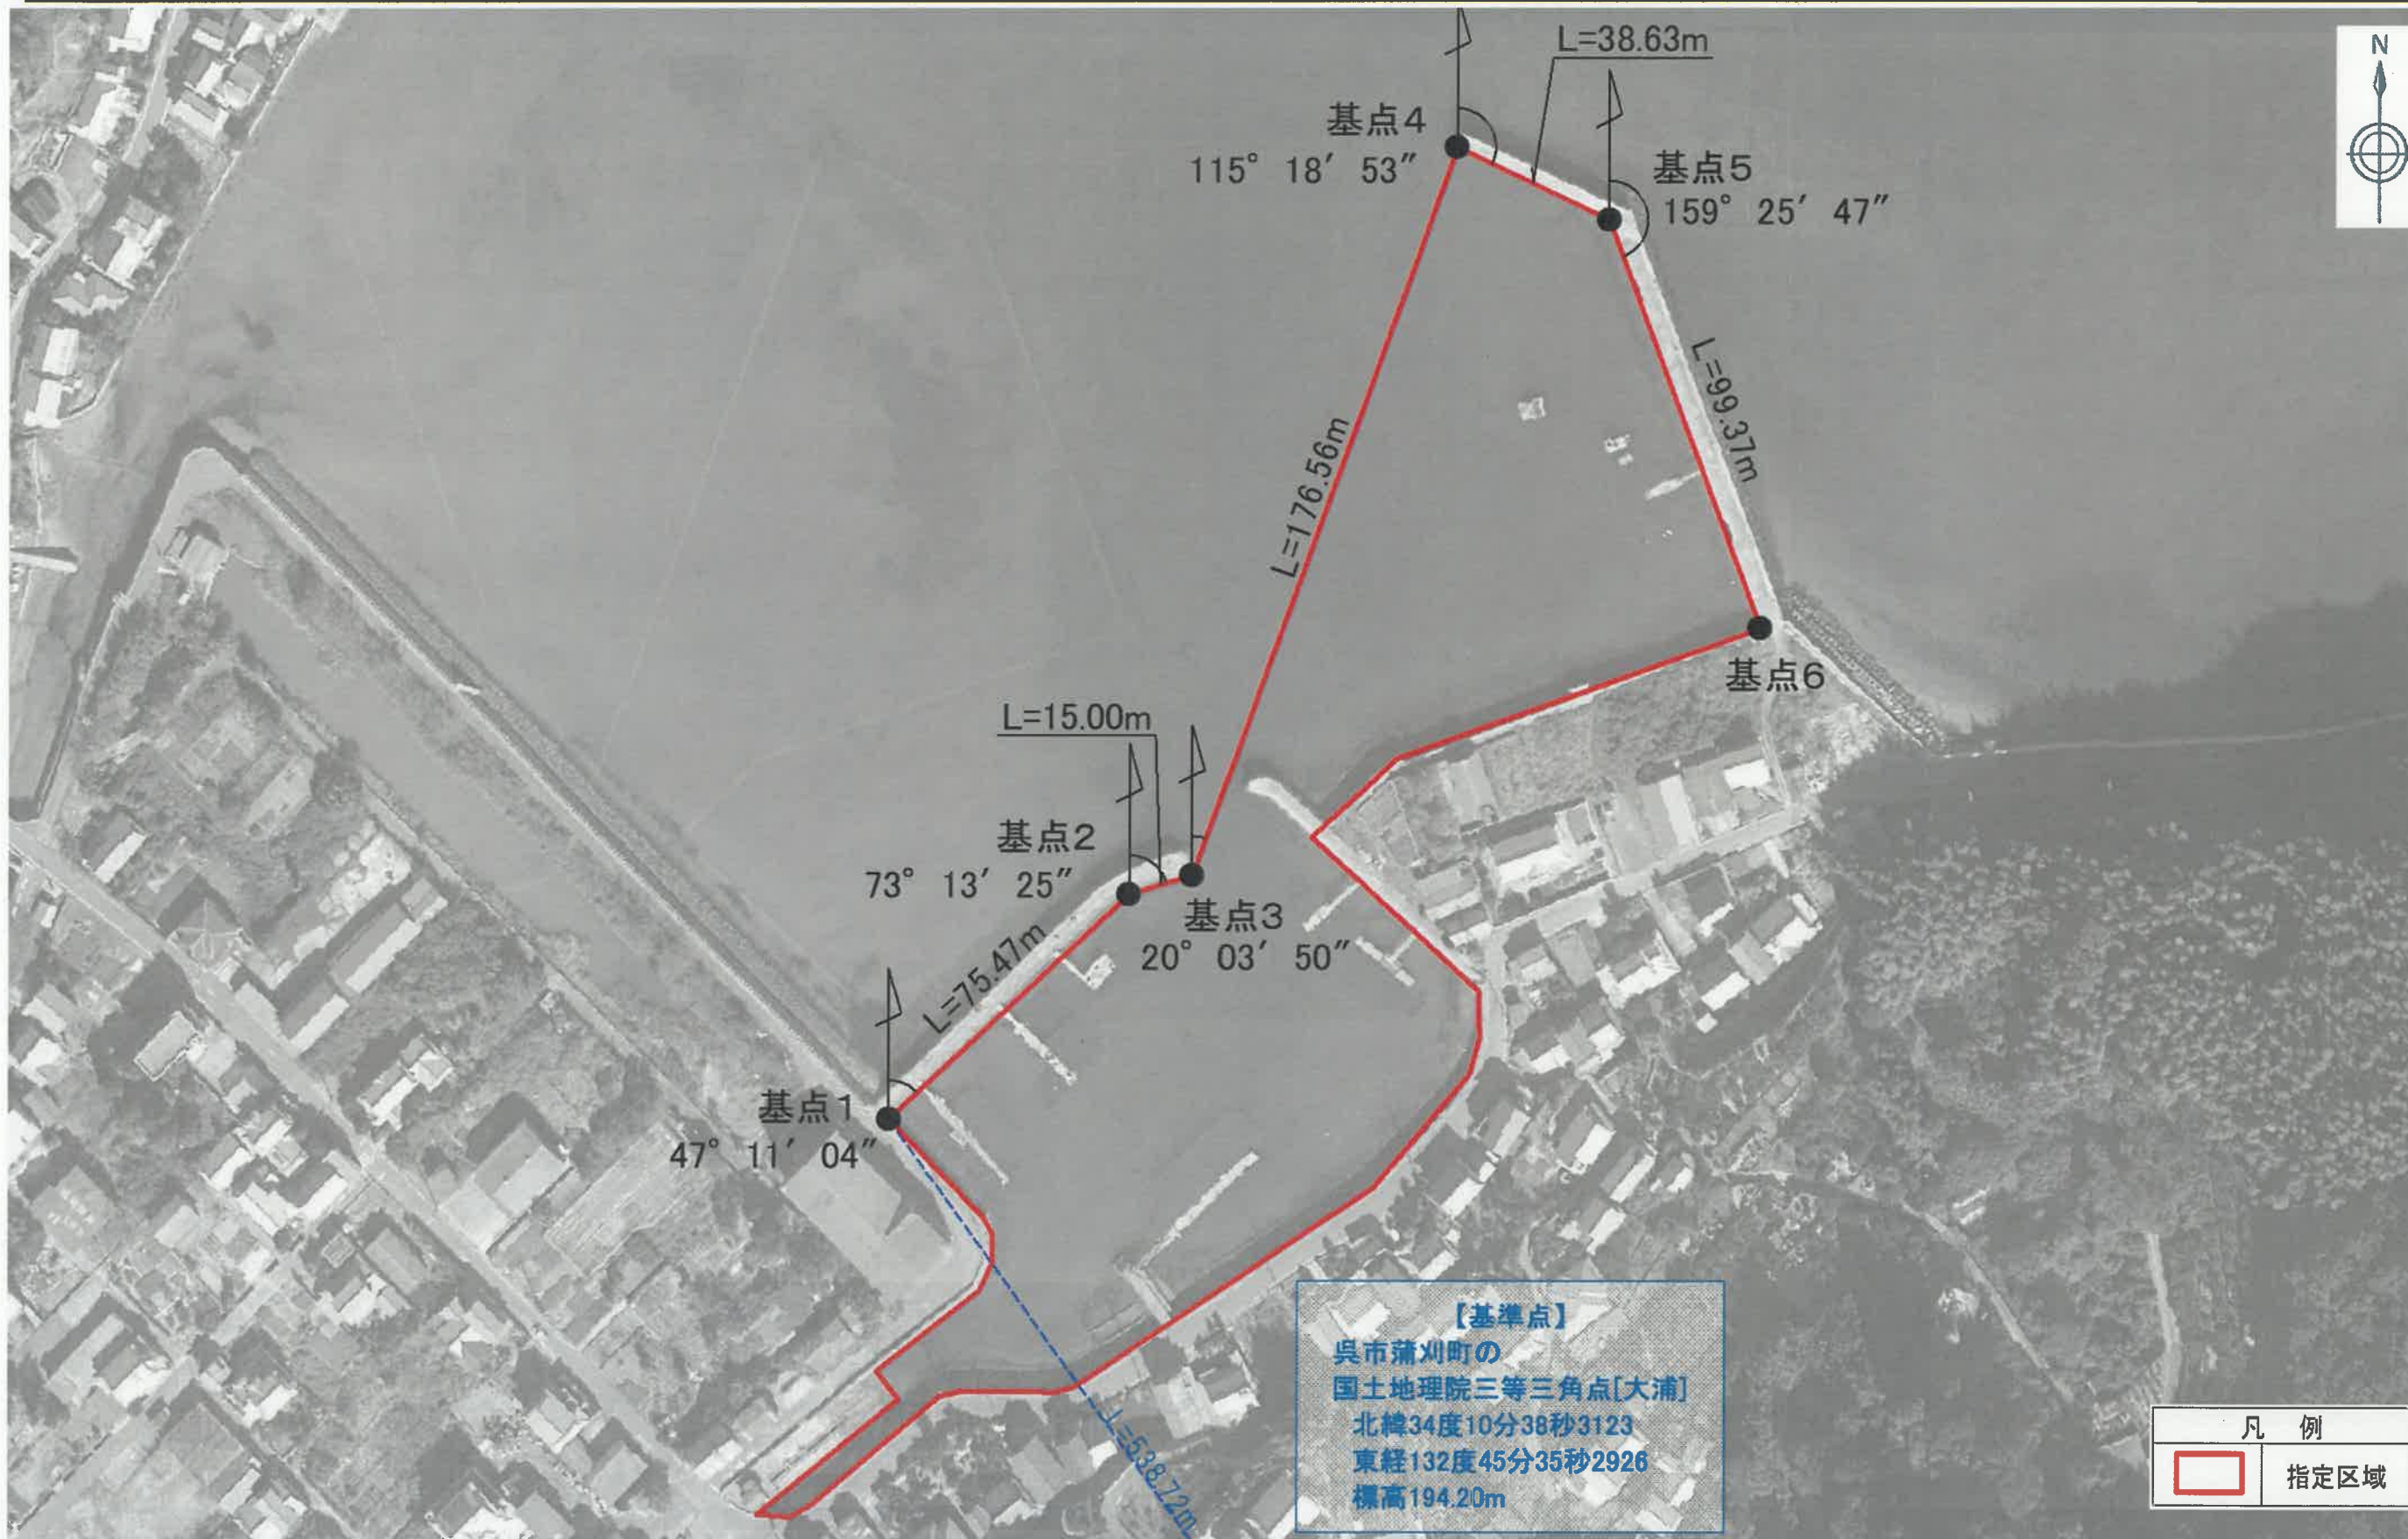 L=38.63m
N
基点4
115° 18′ 53″
基点5
159° 25′ 47″
L=99.37m
L=176.56m
基点6
L=15.00m
基点2
73° 13′ 25″
基点3
20° 03′ 50″
L=75.47m
基点1
47° 11′ 04″
L=538.72m
【基準点】
呉市蒲刈町の
国土地理院三等三角点[大浦]
北緯34度10分38秒3123
東経132度45分35秒2926
標高194.20m
凡 例
指定区域